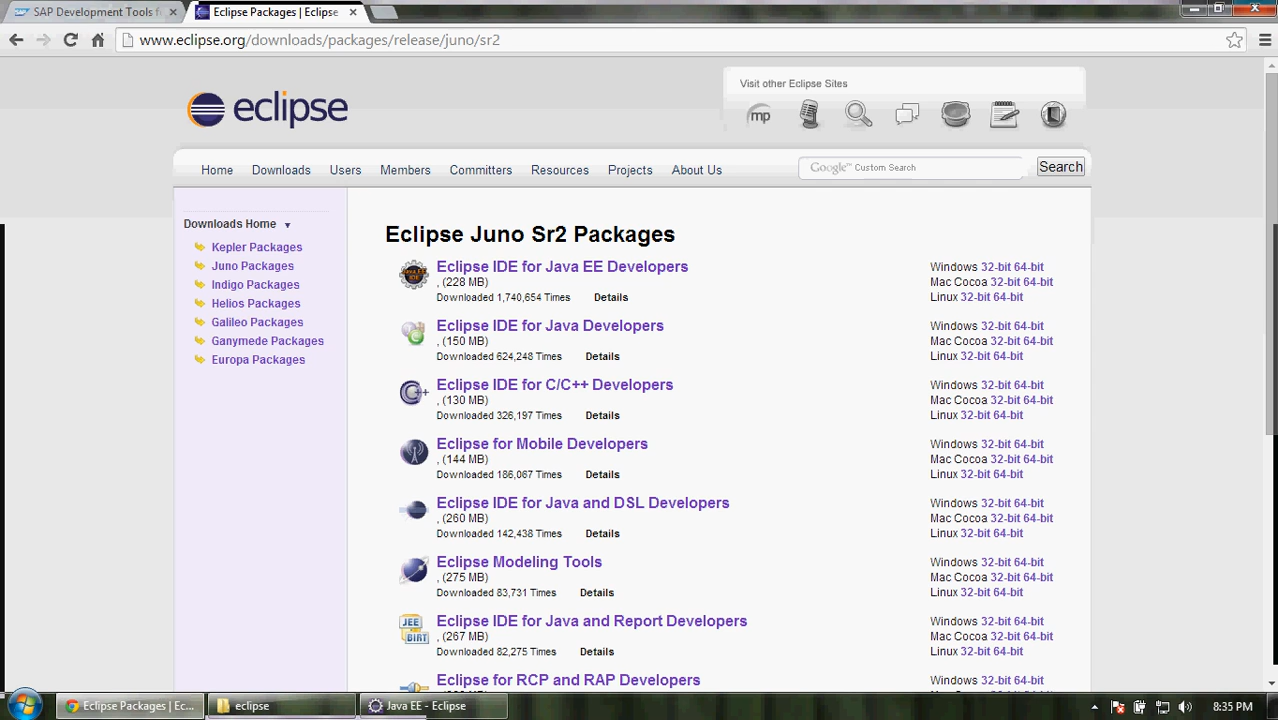 SAP Development Tools for
Eclipse Packages | Eclipse
www.eclipse.org/downloads/packages/release/juno/sr2
eclipse
Visit other Eclipse Sites
mp
Home Downloads Users Members Committers Resources Projects About Us
Google™ Custom Search
Search
Downloads Home
Kepler Packages
Juno Packages
Indigo Packages
Helios Packages
Galileo Packages
Ganymede Packages
Europa Packages
Eclipse Juno Sr2 Packages
Eclipse IDE for Java EE Developers
, (228 MB)
Downloaded 1,740,654 Times Details
Windows 32-bit 64-bit
Mac Cocoa 32-bit 64-bit
Linux 32-bit 64-bit
Eclipse IDE for Java Developers
, (150 MB)
Downloaded 624,248 Times Details
Windows 32-bit 64-bit
Mac Cocoa 32-bit 64-bit
Linux 32-bit 64-bit
Eclipse IDE for C/C++ Developers
, (130 MB)
Downloaded 326,197 Times Details
Windows 32-bit 64-bit
Mac Cocoa 32-bit 64-bit
Linux 32-bit 64-bit
Eclipse for Mobile Developers
, (144 MB)
Downloaded 186,067 Times Details
Windows 32-bit 64-bit
Mac Cocoa 32-bit 64-bit
Linux 32-bit 64-bit
Eclipse IDE for Java and DSL Developers
, (260 MB)
Downloaded 142,438 Times Details
Windows 32-bit 64-bit
Mac Cocoa 32-bit 64-bit
Linux 32-bit 64-bit
Eclipse Modeling Tools
, (275 MB)
Downloaded 83,731 Times Details
Windows 32-bit 64-bit
Mac Cocoa 32-bit 64-bit
Linux 32-bit 64-bit
JEE
BIRT
Eclipse IDE for Java and Report Developers
, (267 MB)
Downloaded 82,275 Times Details
Windows 32-bit 64-bit
Mac Cocoa 32-bit 64-bit
Linux 32-bit 64-bit
Eclipse for RCP and RAP Developers
Windows 32-bit 64-bit
Eclipse Packages | Ec...
eclipse
Java EE - Eclipse
8:35 PM